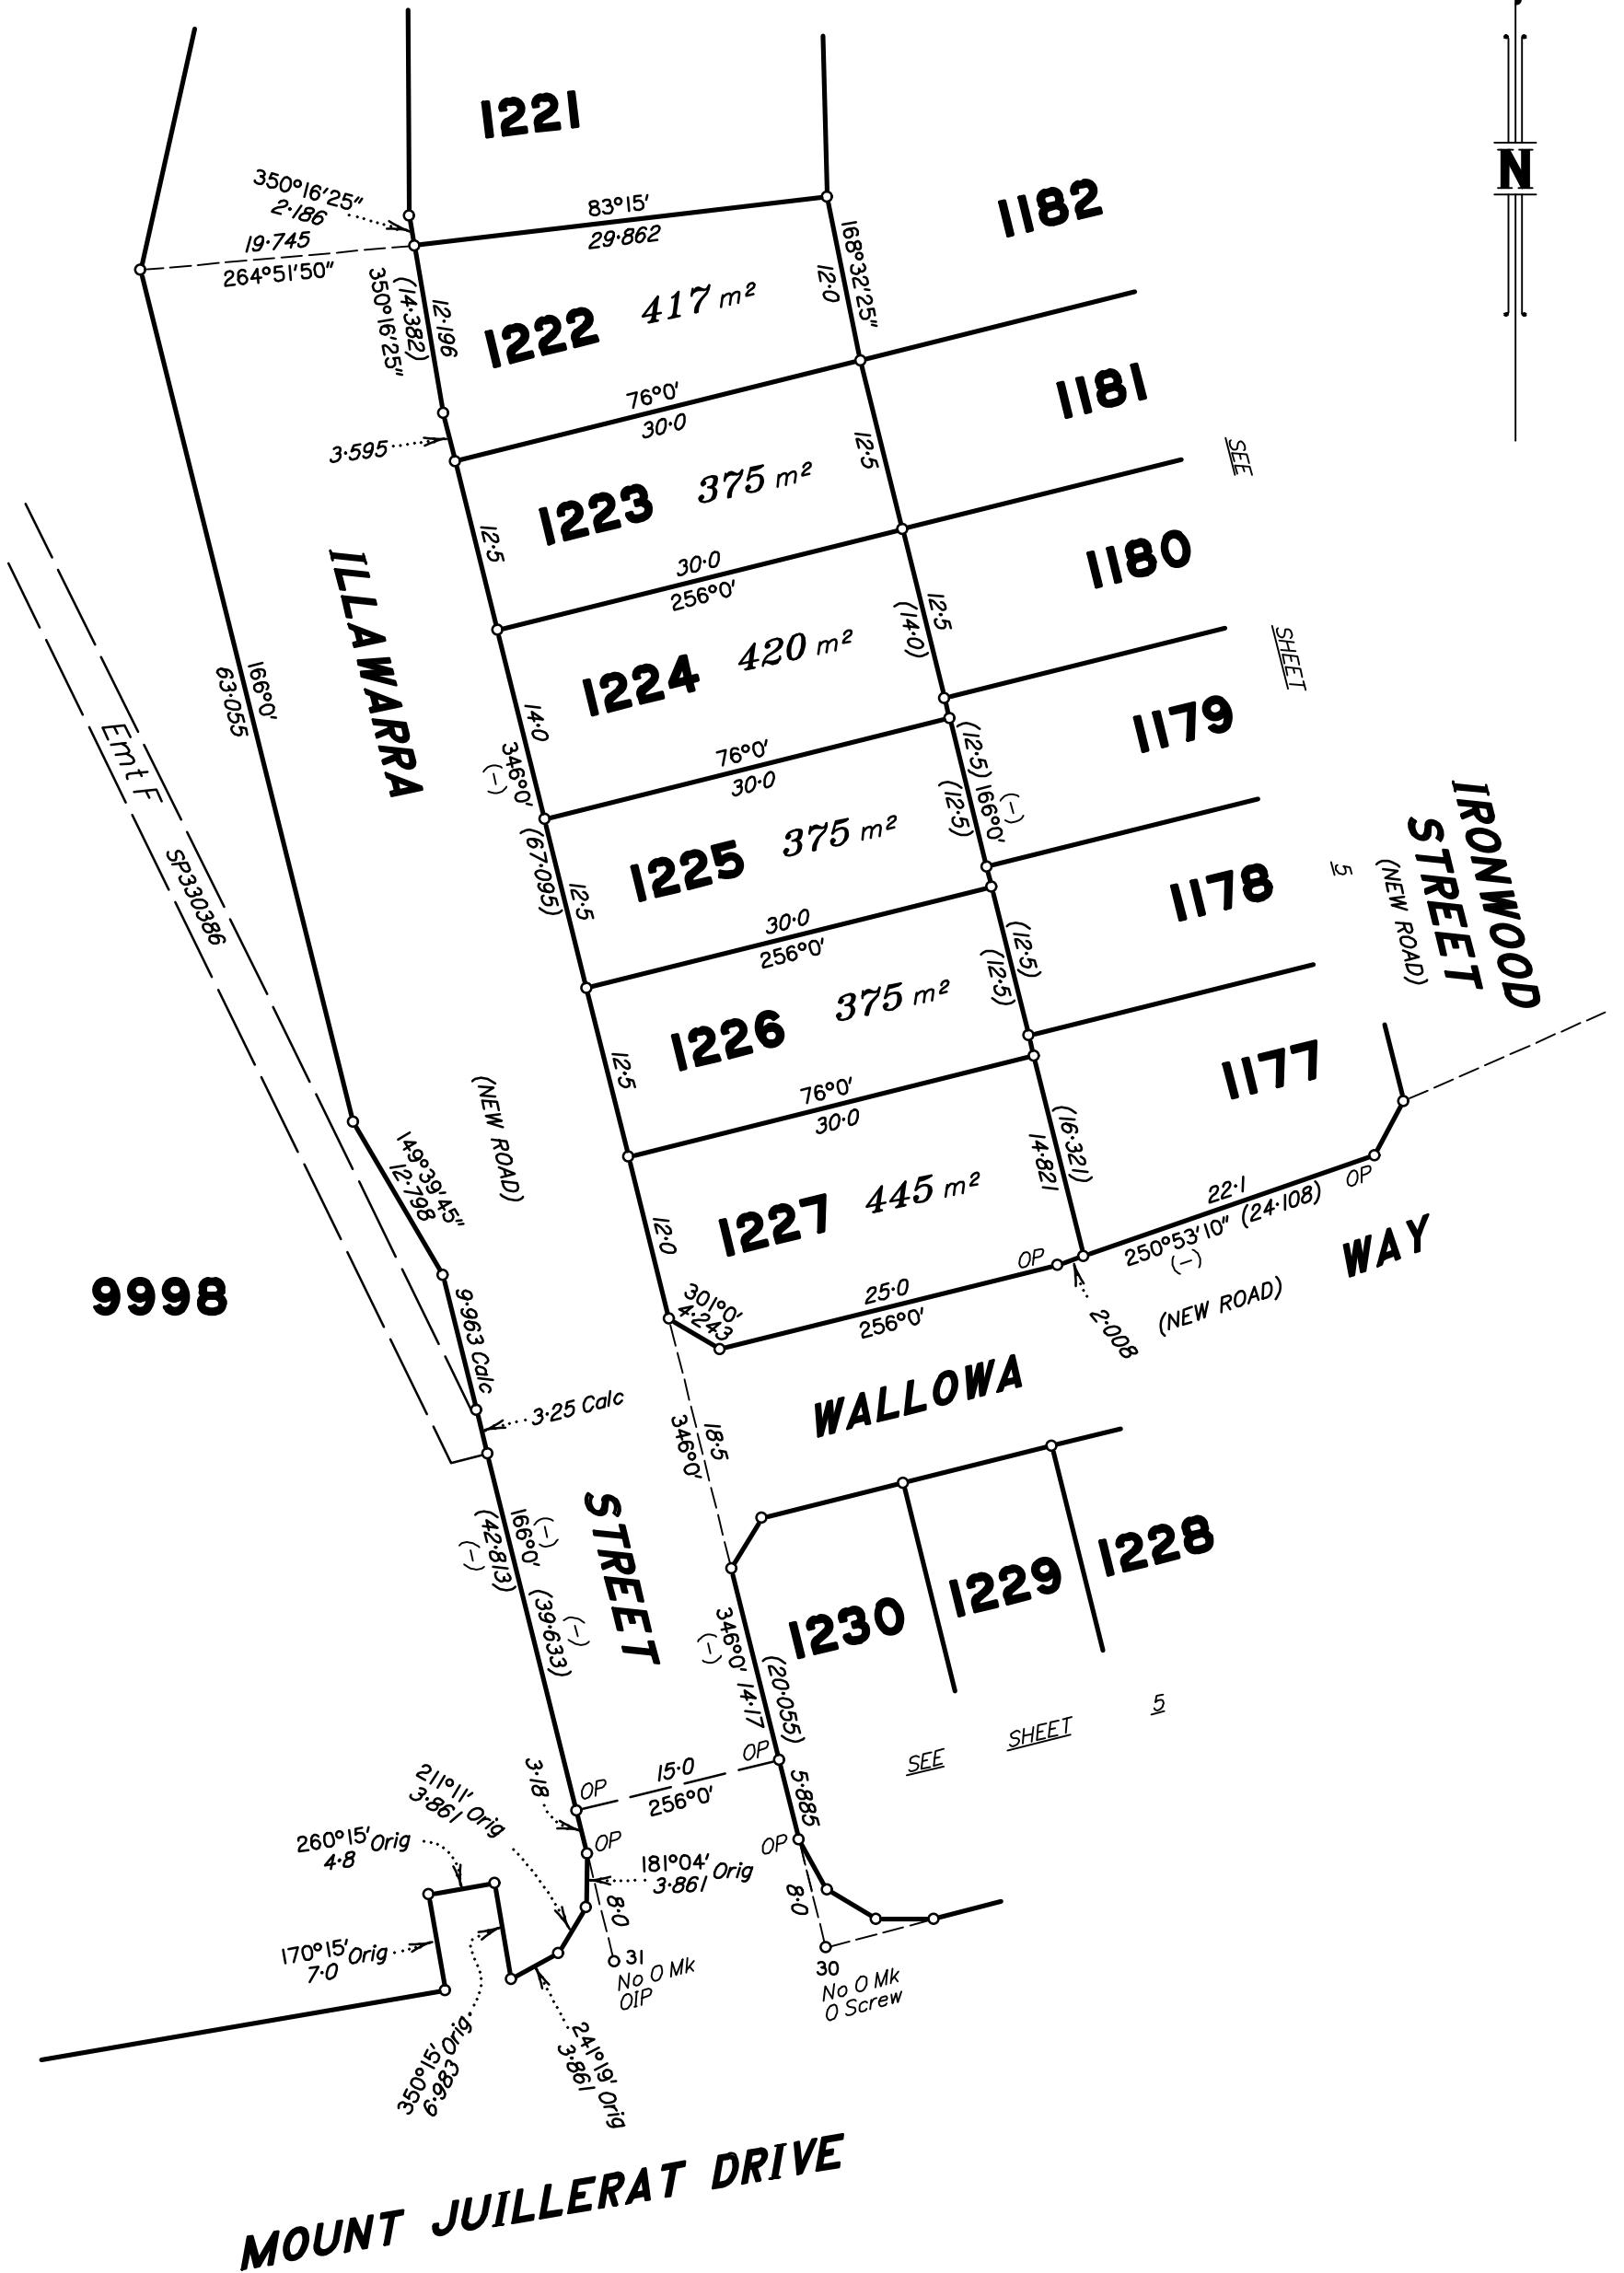 N
1221
1182
350°16'25"
2·186
19·745
264°51'50"
83°15'
29·862
168°32'25"
12·0
350°16'25"
(14·382)
12·196
1222
417 m²
1181
76°0'
30·0
3·595
12·5
SEE
1223
375 m²
12·5
30·0
256°0'
1180
12·5
(14·0)
ILLAWARRA
1224
420 m²
SHEET
166°0'
63·055
14·0
346°0'
(–)
76°0'
30·0
1179
(12·5)
166°0'
(–)
(12·5)
Emt F
SP330386
(67·095)
12·5
1225
375 m²
5
IRONWOOD
STREET
(NEW ROAD)
1178
30·0
256°0'
(12·5)
(12·5)
1226
375 m²
12·5
(NEW ROAD)
1177
76°0'
30·0
149°39'45"
12·798
(16·321)
14·821
OP
22·1
250°53'10" (24·108)
(–)
1227
445 m²
12·0
WAY
OP
9998
9·963 Calc
301°0'
4·243
25·0
256°0'
2·008
(NEW ROAD)
WALLOWA
3·25 Calc
18·5
346°0'
STREET
166°0'
(–)
(42·813)
(–)
(39·633)
(–)
1228
1229
1230
346°0'
(–)
14·17
(20·055)
SEE
SHEET
5
OP
15·0
256°0'
OP
3·18
5·885
211°11' Orig
3·861
260°15' Orig
4·8
OP
OP
181°04' Orig
3·861
8·0
8·0
170°15' Orig
7·0
31
No O Mk
OIP
30
No O Mk
O Screw
350°15' Orig
6·983
241°19' Orig
3·861
MOUNT JUILLERAT DRIVE